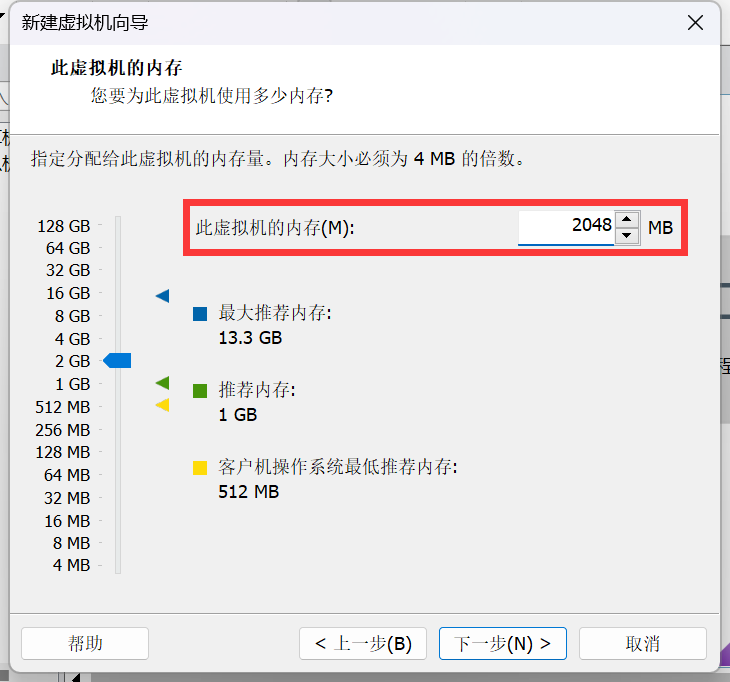 新建虚拟机向导
此虚拟机的内存
您要为此虚拟机使用多少内存?
指定分配给此虚拟机的内存量。内存大小必须为 4 MB 的倍数。
此虚拟机的内存(M):
2048
MB
128 GB
64 GB
32 GB
16 GB
8 GB
4 GB
2 GB
1 GB
512 MB
256 MB
128 MB
64 MB
32 MB
16 MB
8 MB
4 MB
最大推荐内存:
13.3 GB
推荐内存:
1 GB
客户机操作系统最低推荐内存:
512 MB
帮助
< 上一步(B)
下一步(N) >
取消